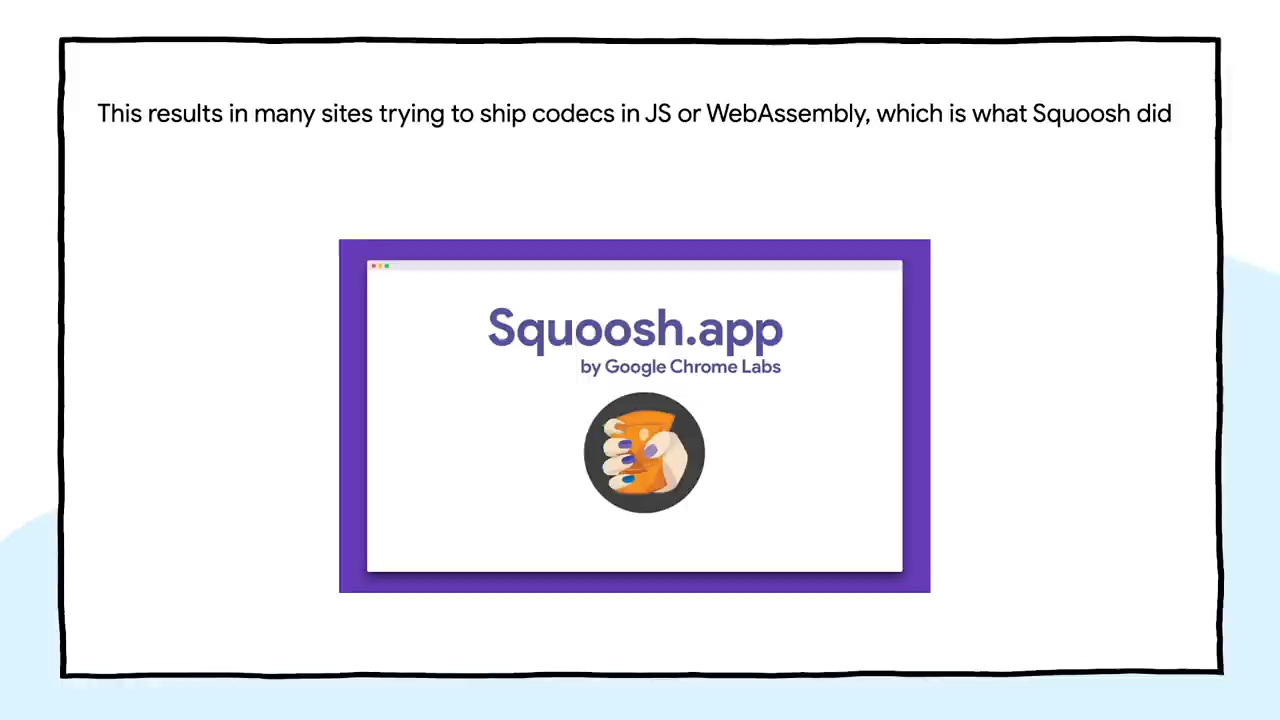 This results in many sites trying to ship codecs in JS or WebAssembly, which is what Squoosh did
Squoosh.app
by Google Chrome Labs